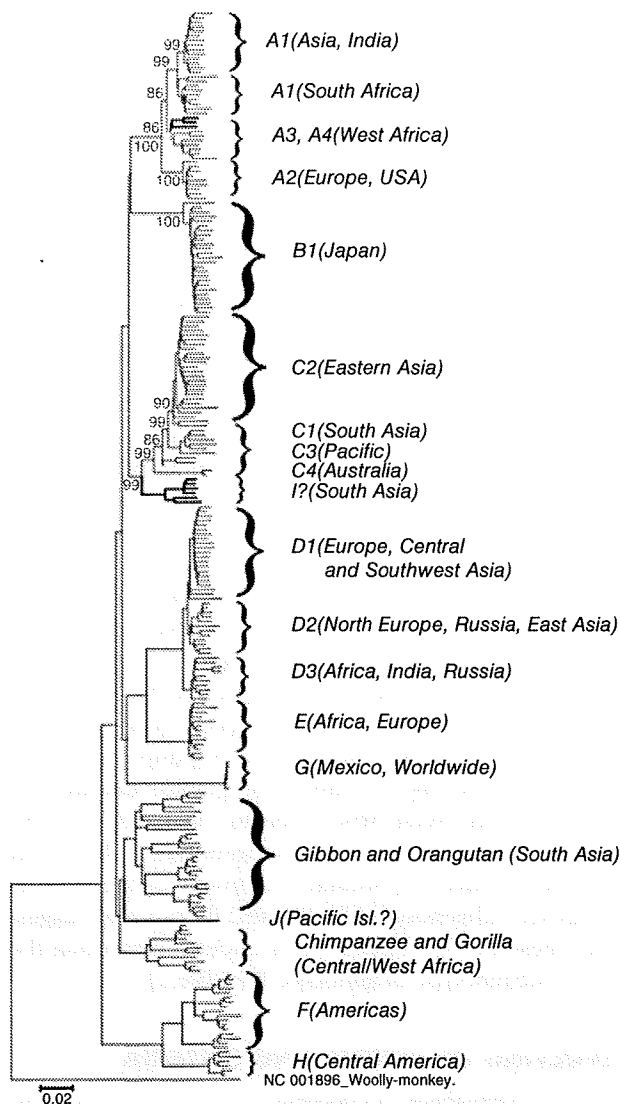 99
A1(Asia, India)
99
86
A1(South Africa)
86
A3, A4(West Africa)
100
100
A2(Europe, USA)
100
B1(Japan)
C2(Eastern Asia)
90
99
C1(South Asia)
86
C3(Pacific)
99
C4(Australia)
99
I?(South Asia)
D1(Europe, Central
and Southwest Asia)
D2(North Europe, Russia, East Asia)
D3(Africa, India, Russia)
E(Africa, Europe)
G(Mexico, Worldwide)
Gibbon and Orangutan (South Asia)
J(Pacific Isl.?)
Chimpanzee and Gorilla
(Central/West Africa)
F(Americas)
H(Central America)
NC 001896_Woolly-monkey.
0.02